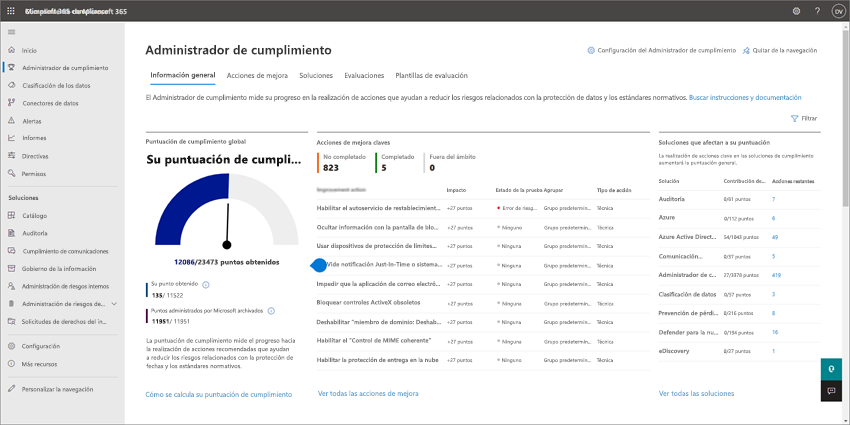 Microsoft 365 compliance
DV
Inicio
Administrador de cumplimiento
Clasificación de los datos
Conectores de datos
Alertas
Informes
Directivas
Permisos
Soluciones
Catálogo
Auditoría
Cumplimiento de comunicaciones
Gobierno de la información
Administración de riesgos internos
Administración de riesgos de...
Solicitudes de derechos del in...
Configuración
Más recursos
Personalizar la navegación
Administrador de cumplimiento
Configuración del Administrador de cumplimiento
Quitar de la navegación
Información general
Acciones de mejora
Soluciones
Evaluaciones
Plantillas de evaluación
El Administrador de cumplimiento mide su progreso en la realización de acciones que ayudan a reducir los riesgos relacionados con la protección de datos y los estándares normativos. Buscar instrucciones y documentación
Filtrar
Puntuación de cumplimiento global
Su puntuación de cumpli...
12086/23473 puntos obtenidos
Su punto obtenido
135/ 11522
Puntos administrados por Microsoft archivados
11951/ 11951
La puntuación de cumplimiento mide el progreso hacia
la realización de acciones recomendadas que ayudan
a reducir los riesgos relacionados con la protección de
fechas y los estándares normativos.
Cómo se calcula su puntuación de cumplimiento
Acciones de mejora claves
No completado Completado Fuera del ámbito
823 5 0
Improvement action Impacto Estado de la prueba Agrupar Tipo de acción
Habilitar el autoservicio de restablecimient... +27 puntos Error de riesg... Grupo predetermin... Técnica
Ocultar información con la pantalla de blo... +27 puntos Ninguna Grupo predetermin... Técnica
Usar dispositivos de protección de límites... +27 puntos Ninguna Grupo predetermin... Técnica
Vide notificación Just-In-Time o sistema... +27 puntos Ninguna Grupo predetermin... Técnica
Impedir que la aplicación de correo electró... +27 puntos Ninguno Grupo predetermin... Técnica
Bloquear controles ActiveX obsoletos +27 puntos Ninguno Grupo predetermin... Técnica
Deshabilitar "miembro de dominio: Deshab... +27 puntos Ninguno Grupo predetermin... Técnica
Habilitar el "Control de MIME coherente" +27 puntos Ninguno Grupo predetermin... Técnica
Habilitar la protección de entrega en la nube +27 puntos Ninguno Grupo predetermin... Técnica
Ver todas las acciones de mejora
Soluciones que afectan a su puntuación
La realización de acciones clave en las soluciones de cumplimiento
aumentará la puntuación general.
Solución Contribución de... Acciones restantes
Auditoría 0/81 puntos 7
Azure 0/112 puntos 6
Azure Active Direct... 54/1843 puntos 49
Comunicación... 0/37 puntos 5
Administrador de c... 27/3878 puntos 419
Clasificación de datos 0/57 puntos 3
Prevención de pérdi... 8/216 puntos 8
Defender para la nu... 0/194 puntos 16
eDiscovery 8/27 puntos 1
Ver todas las soluciones